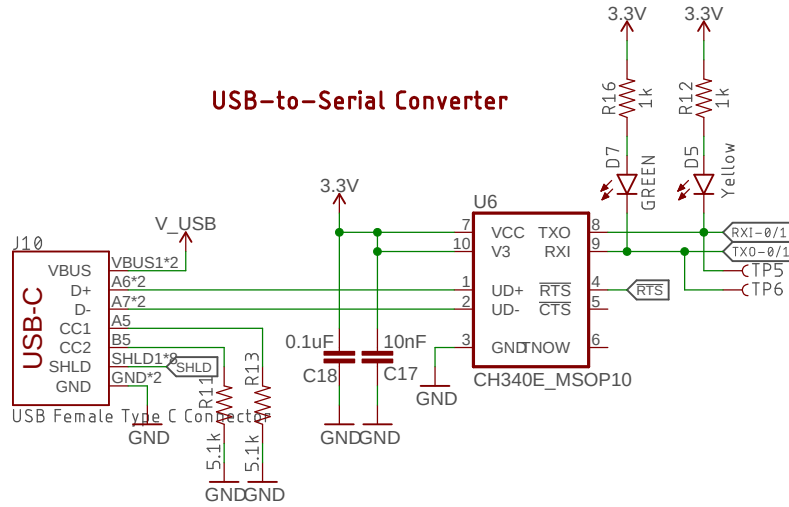 3.3V
3.3V
USB-to-Serial Converter
R16
1k
R12
1k
D7
GREEN
D5
Yellow
3.3V
U6
V_USB
J10
USB-C
VBUS
D+
D-
CC1
CC2
SHLD
GND
VBUS1*2
A6*2
A7*2
A5
B5
SHLD1*8
GND*2
SHLD
USB Female Type C Connector
GND
R11
5.1k
R13
5.1k
GND
GND
0.1uF
C18
10nF
C17
GND
GND
GND
7
10
1
2
3
VCC
V3
UD+
UD-
GND
TXO
RXI
RTS
CTS
TNOW
8
9
4
5
6
CH340E_MSOP10
RXI-0/1
TXO-0/1
TP5
TP6
RTS